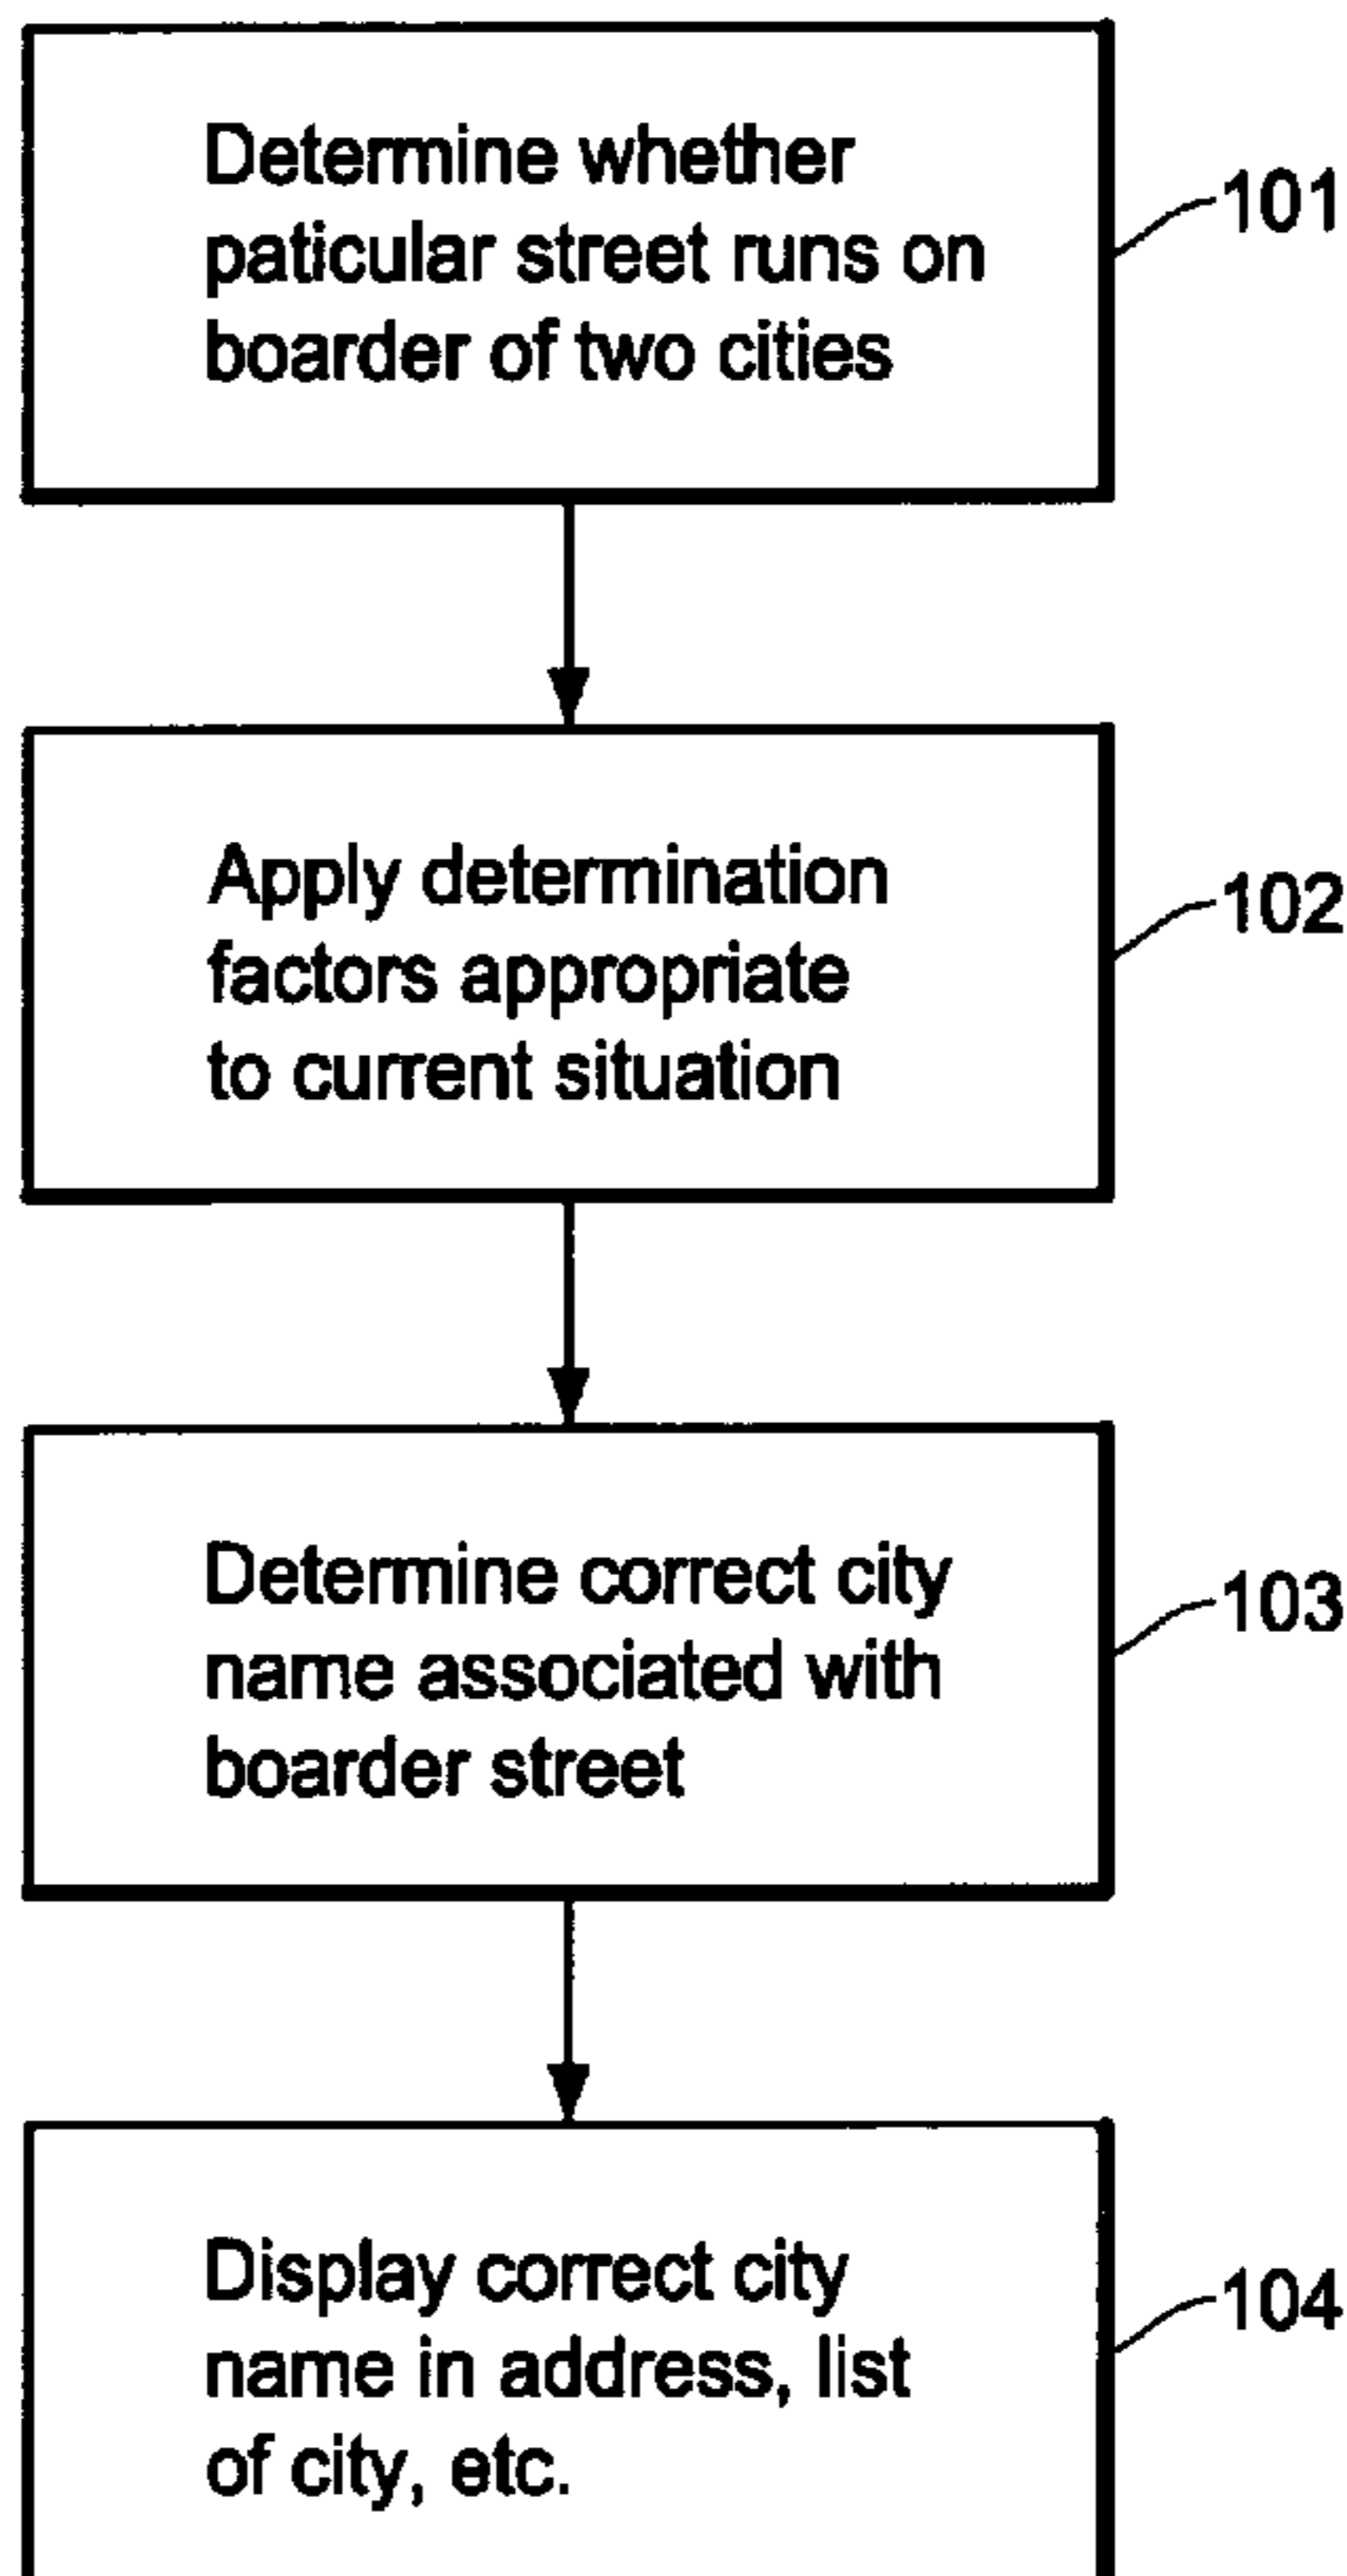 Determine whether
paticular street runs on
boarder of two cities
101
Apply determination
factors appropriate
to current situation
102
Determine correct city
name associated with
boarder street
103
Display correct city
name in address, list
of city, etc.
104